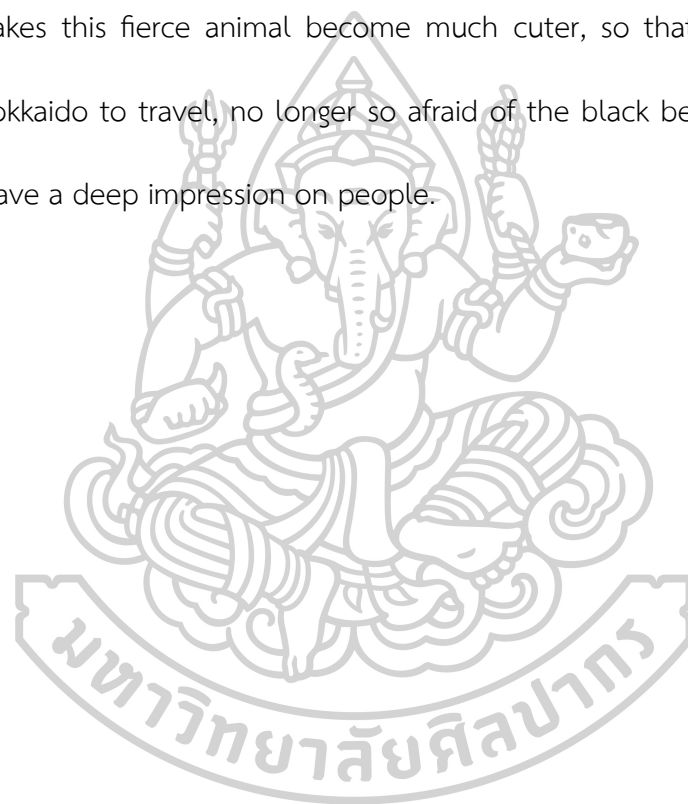 akes this fierce animal become much cuter, so that
okkaido to travel, no longer so afraid of the black be
ave a deep impression on people.
มหาวิทยาลัยศิลปากร